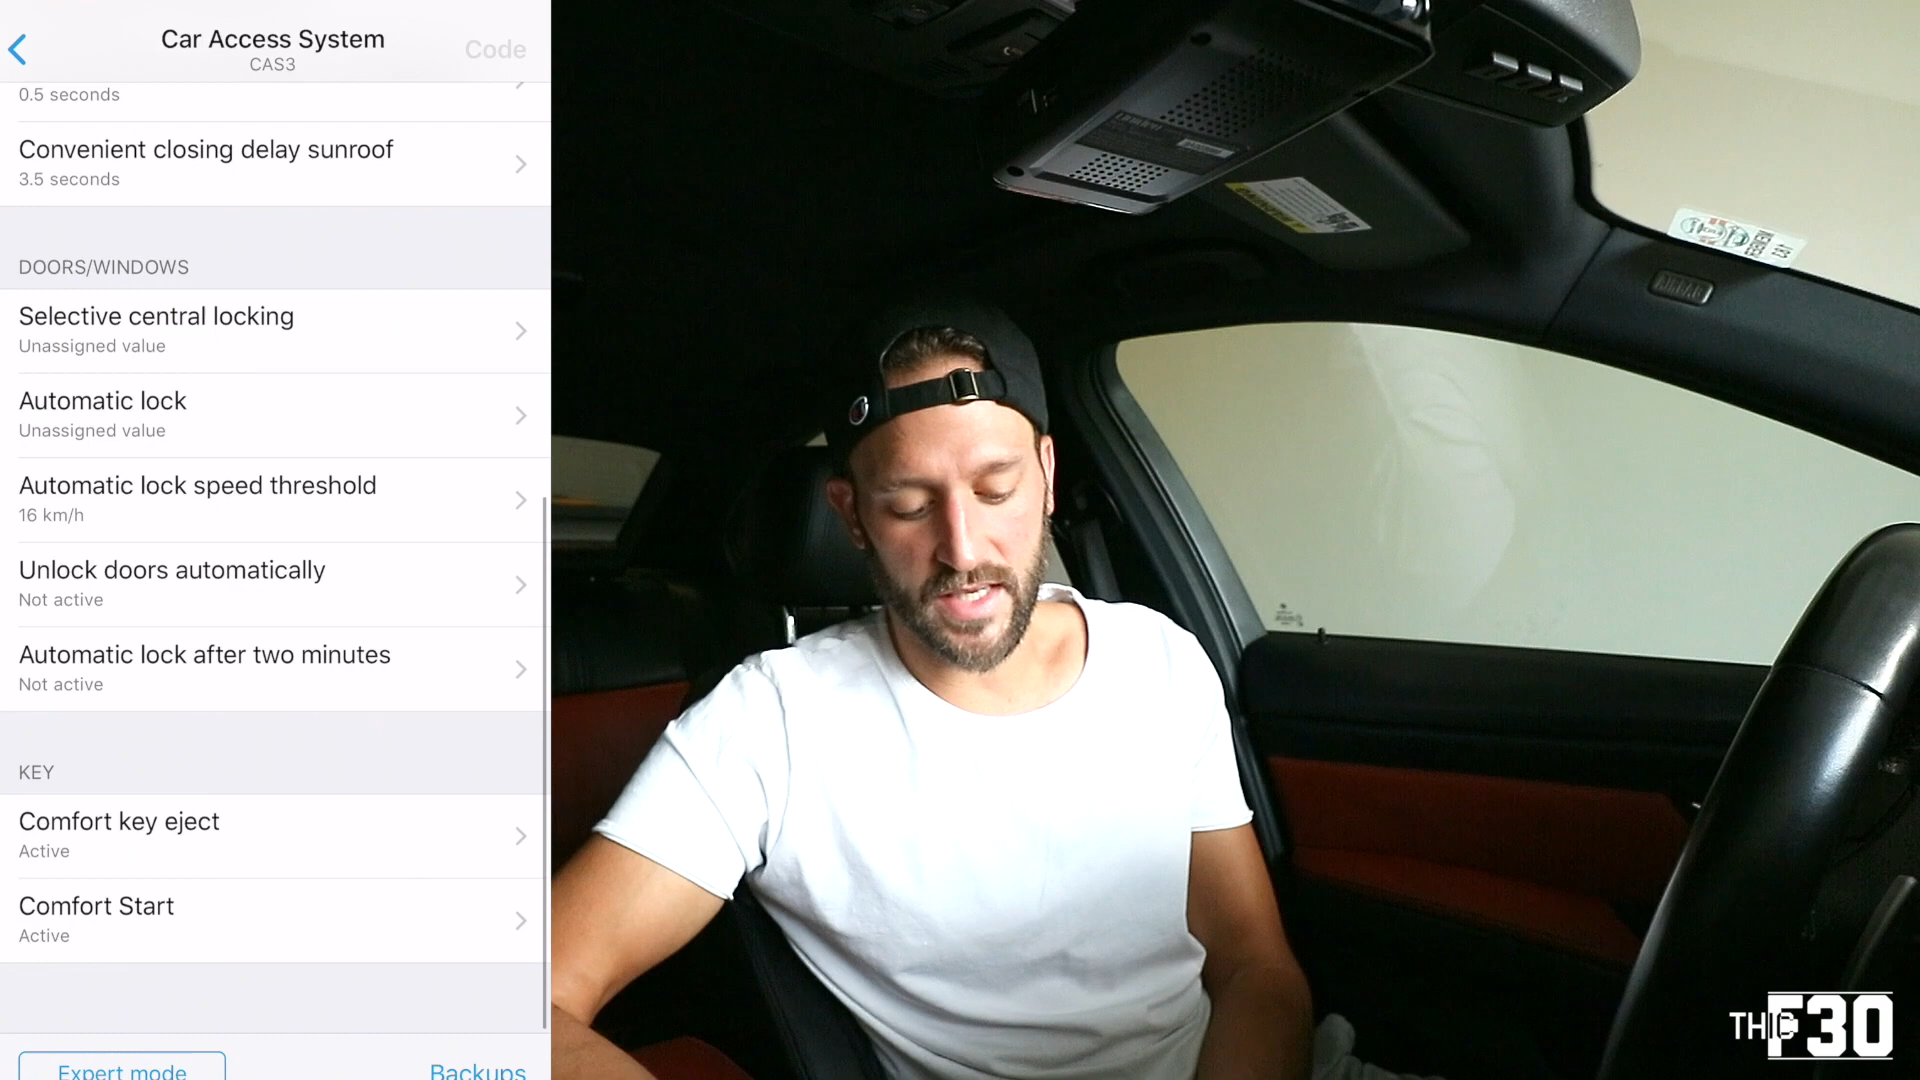 Car Access System
Code
CAS3
0.5 seconds
Convenient closing delay sunroof
3.5 seconds
DOORS/WINDOWS
Selective central locking
Unassigned value
Automatic lock
Unassigned value
Automatic lock speed threshold
16 km/h
Unlock doors automatically
Not active
Automatic lock after two minutes
Not active
KEY
Comfort key eject
Active
Comfort Start
Active
Expert mode
Backups
AIRBAG
MEMBER
F30